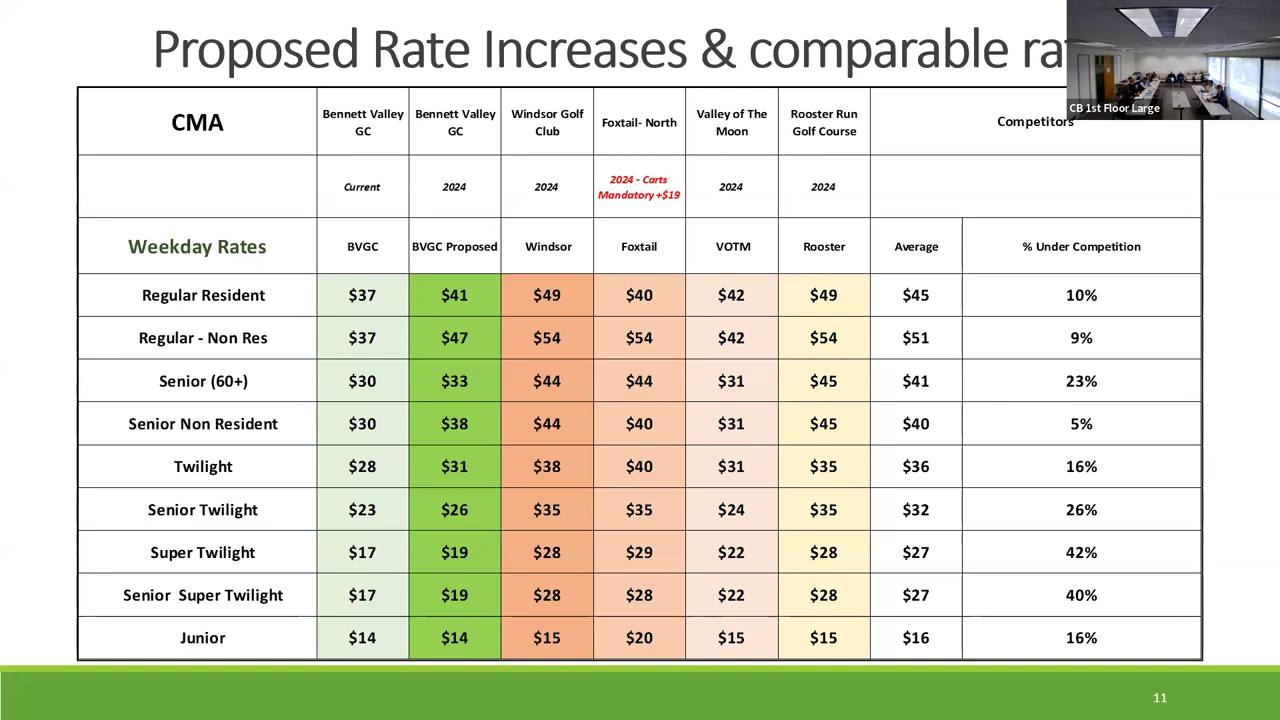 Proposed Rate Increases & comparable
CB 1st Floor Large
CMA Bennett Valley GC Bennett Valley GC Windsor Golf Club Foxtail- North Valley of The Moon Rooster Run Golf Course Competitors
Current 2024 2024 2024 - Carts Mandatory +$19 2024 2024
Weekday Rates BVGC BVGC Proposed Windsor Foxtail VOTM Rooster Average % Under Competition
Regular Resident $37 $41 $49 $40 $42 $49 $45 10%
Regular - Non Res $37 $47 $54 $54 $42 $54 $51 9%
Senior (60+) $30 $33 $44 $44 $31 $45 $41 23%
Senior Non Resident $30 $38 $44 $40 $31 $45 $40 5%
Twilight $28 $31 $38 $40 $31 $35 $36 16%
Senior Twilight $23 $26 $35 $35 $24 $35 $32 26%
Super Twilight $17 $19 $28 $29 $22 $28 $27 42%
Senior Super Twilight $17 $19 $28 $28 $22 $28 $27 40%
Junior $14 $14 $15 $20 $15 $15 $16 16%
11